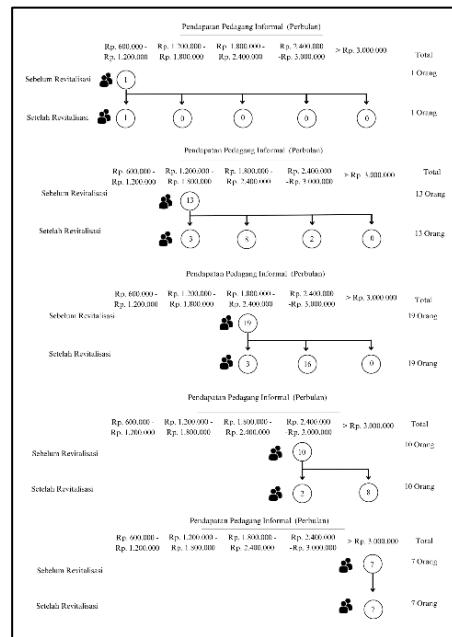 Pendapatan Pedagang Informal (Perbulan)
Rp. 600.000 - Rp. 1.200.000 - Rp. 1.800.000 - Rp. 2.400.000 > Rp. 3.000.000 Total
Rp. 1.200.000 Rp. 1.800.000 Rp. 2.400.000 -Rp. 3.000.000
Sebelum Revitalisasi 1 1 Orang
Setelah Revitalisasi 1 0 0 0 0 1 Orang
Pendapatan Pedagang Informal (Perbulan)
Rp. 600.000 - Rp. 1.200.000 - Rp. 1.800.000 - Rp. 2.400.000 > Rp. 3.000.000 Total
Rp. 1.200.000 Rp. 1.800.000 Rp. 2.400.000 -Rp. 3.000.000
Sebelum Revitalisasi 13 13 Orang
Setelah Revitalisasi 3 8 2 0 13 Orang
Pendapatan Pedagang Informal (Perbulan)
Rp. 600.000 - Rp. 1.200.000 - Rp. 1.800.000 - Rp. 2.400.000 > Rp. 3.000.000 Total
Rp. 1.200.000 Rp. 1.800.000 Rp. 2.400.000 -Rp. 3.000.000
Sebelum Revitalisasi 19 19 Orang
Setelah Revitalisasi 3 16 0 19 Orang
Pendapatan Pedagang Informal (Perbulan)
Rp. 600.000 - Rp. 1.200.000 - Rp. 1.800.000 - Rp. 2.400.000 > Rp. 3.000.000 Total
Rp. 1.200.000 Rp. 1.800.000 Rp. 2.400.000 -Rp. 3.000.000
Sebelum Revitalisasi 10 10 Orang
Setelah Revitalisasi 2 8 10 Orang
Pendapatan Pedagang Informal (Perbulan)
Rp. 600.000 - Rp. 1.200.000 - Rp. 1.800.000 - Rp. 2.400.000 > Rp. 3.000.000 Total
Rp. 1.200.000 Rp. 1.800.000 Rp. 2.400.000 -Rp. 3.000.000
Sebelum Revitalisasi 7 7 Orang
Setelah Revitalisasi 7 7 Orang